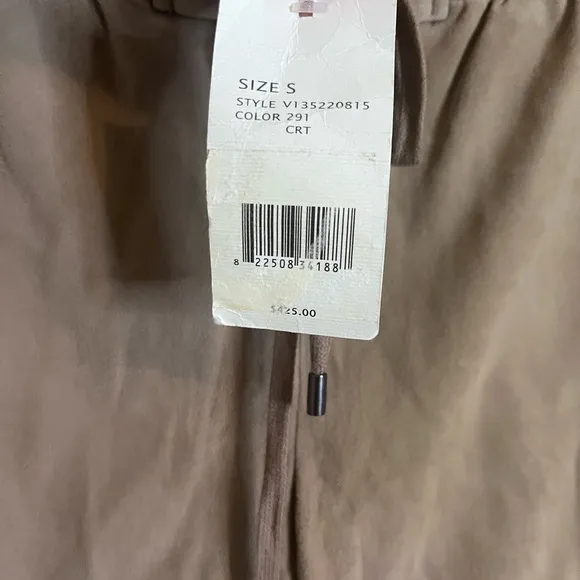 SIZE S
STYLE V135220815
COLOR 291
CRT
8 22508 34188
$425.00